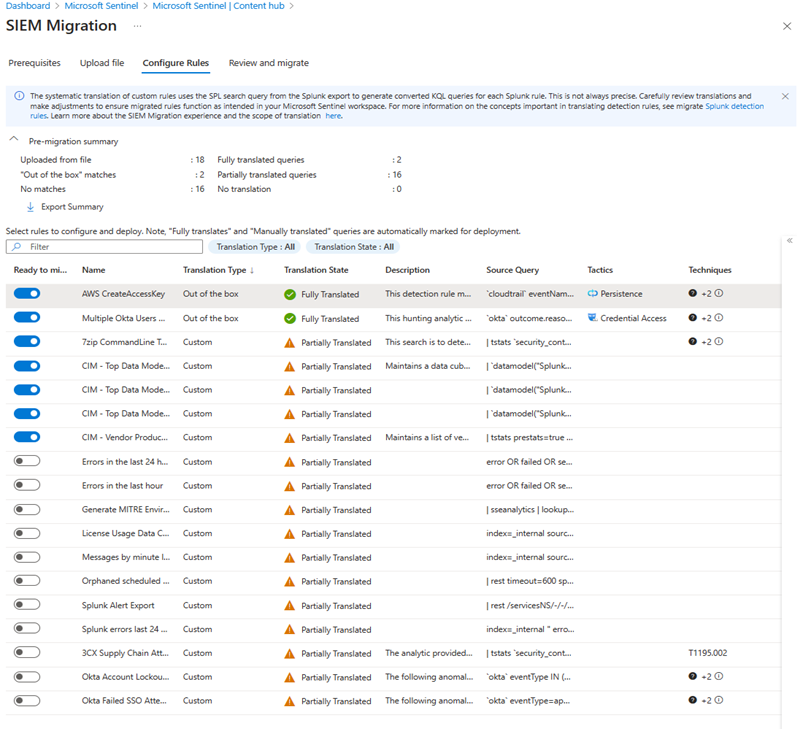 Dashboard > Microsoft Sentinel > Microsoft Sentinel | Content hub >
SIEM Migration ...
Prerequisites Upload file Configure Rules Review and migrate
The systematic translation of custom rules uses the SPL search query from the Splunk export to generate converted KQL queries for each Splunk rule. This is not always precise. Carefully review translations and
make adjustments to ensure migrated rules function as intended in your Microsoft Sentinel workspace. For more information on the concepts important in translating detection rules, see migrate Splunk detection
rules. Learn more about the SIEM Migration experience and the scope of translation here.
Pre-migration summary
Uploaded from file : 18 Fully translated queries : 2
"Out of the box" matches : 2 Partially translated queries : 16
No matches : 16 No translation : 0
Export Summary
Select rules to configure and deploy. Note, "Fully translates" and "Manually translated" queries are automatically marked for deployment.
Filter Translation Type : All Translation State : All
Ready to mi... Name Translation Type ↓ Translation State Description Source Query Tactics Techniques
AWS CreateAccessKey Out of the box Fully Translated This detection rule m... `cloudtrail` eventNam... Persistence +2
Multiple Okta Users ... Out of the box Fully Translated This hunting analytic ... `okta` outcome.reaso... Credential Access +2
7zip CommandLine T... Custom Partially Translated This search is to dete... | tstats `security_cont... +2
CIM - Top Data Mode... Custom Partially Translated Maintains a data cub... | `datamodel("Splunk...
CIM - Top Data Mode... Custom Partially Translated | `datamodel("Splunk...
CIM - Top Data Mode... Custom Partially Translated | `datamodel("Splunk...
CIM - Vendor Produc... Custom Partially Translated Maintains a list of ve... | tstats prestats=true ...
Errors in the last 24 h... Custom Partially Translated error OR failed OR se...
Errors in the last hour Custom Partially Translated error OR failed OR se...
Generate MITRE Envir... Custom Partially Translated | sseanalytics | lookup...
License Usage Data C... Custom Partially Translated index=_internal sourc...
Messages by minute l... Custom Partially Translated index=_internal sourc...
Orphaned scheduled ... Custom Partially Translated | rest timeout=600 sp...
Splunk Alert Export Custom Partially Translated | rest /servicesNS/-/-/...
Splunk errors last 24 ... Custom Partially Translated index=_internal " erro...
3CX Supply Chain Att... Custom Partially Translated The analytic provided... | tstats `security_cont... T1195.002
Okta Account Lockou... Custom Partially Translated The following anomal... `okta` eventType IN (... +2
Okta Failed SSO Atte... Custom Partially Translated The following anomal... `okta` eventType=ap... +2